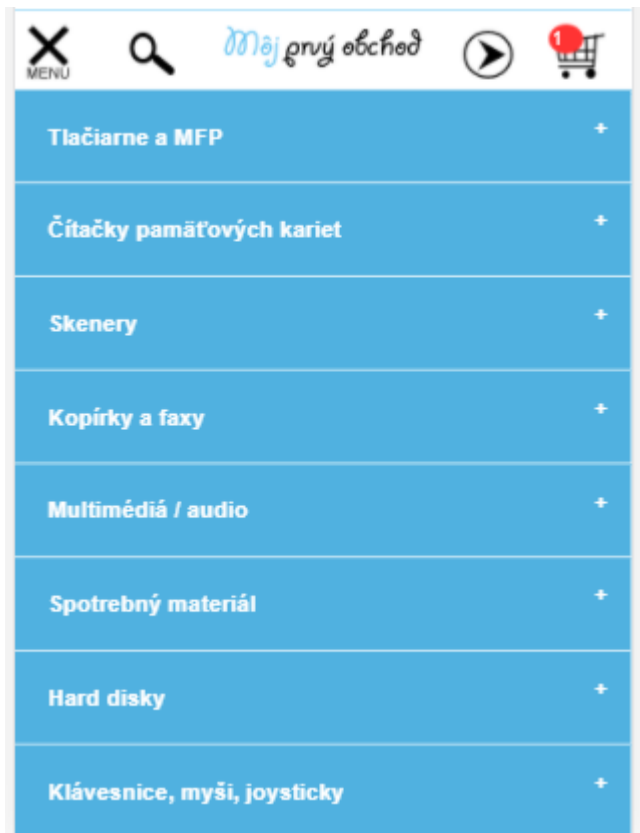 MENU
Môj prvý obchod
1
Tlačiarne a MFP
+
Čítačky pamäťových kariet
+
Skenery
+
Kopírky a faxy
+
Multimédiá / audio
+
Spotrebný materiál
+
Hard disky
+
Klávesnice, myši, joysticky
+